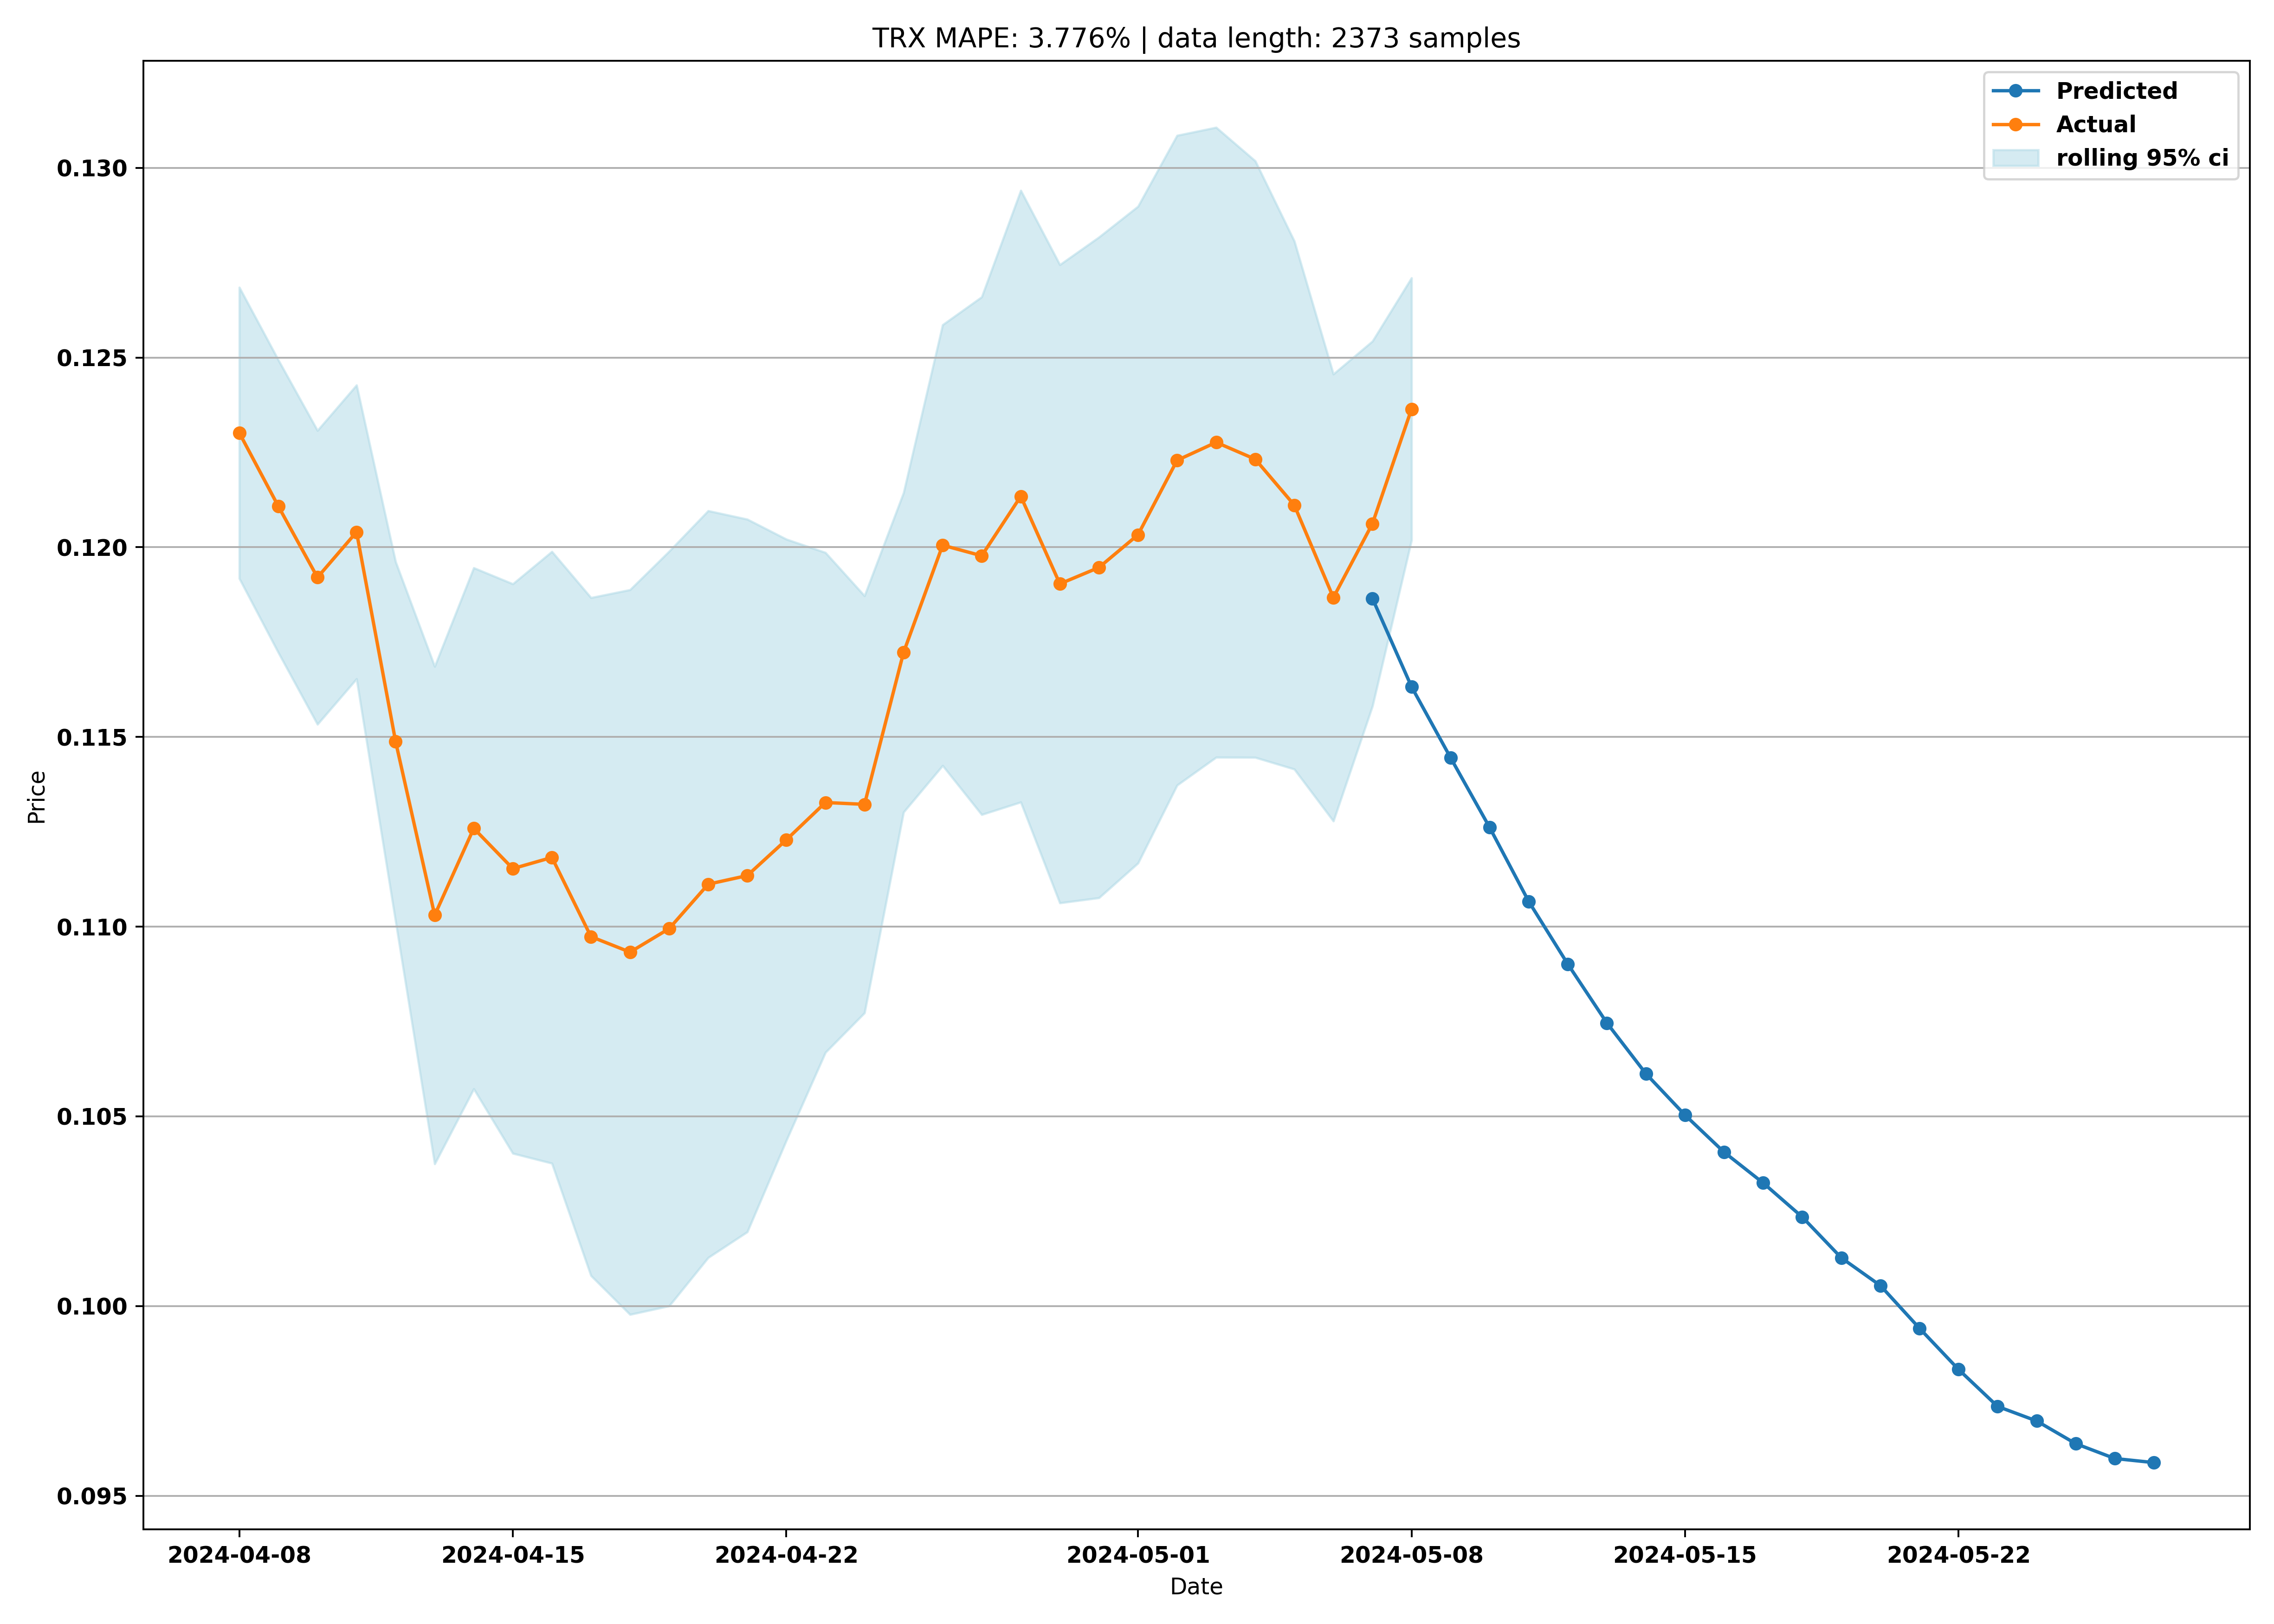 TRX MAPE: 3.776% | data length: 2373 samples
Predicted
Actual
rolling 95% ci
0.130
0.125
0.120
0.115
0.110
0.105
0.100
0.095
Price
2024-04-08
2024-04-15
2024-04-22
2024-05-01
2024-05-08
2024-05-15
2024-05-22
Date